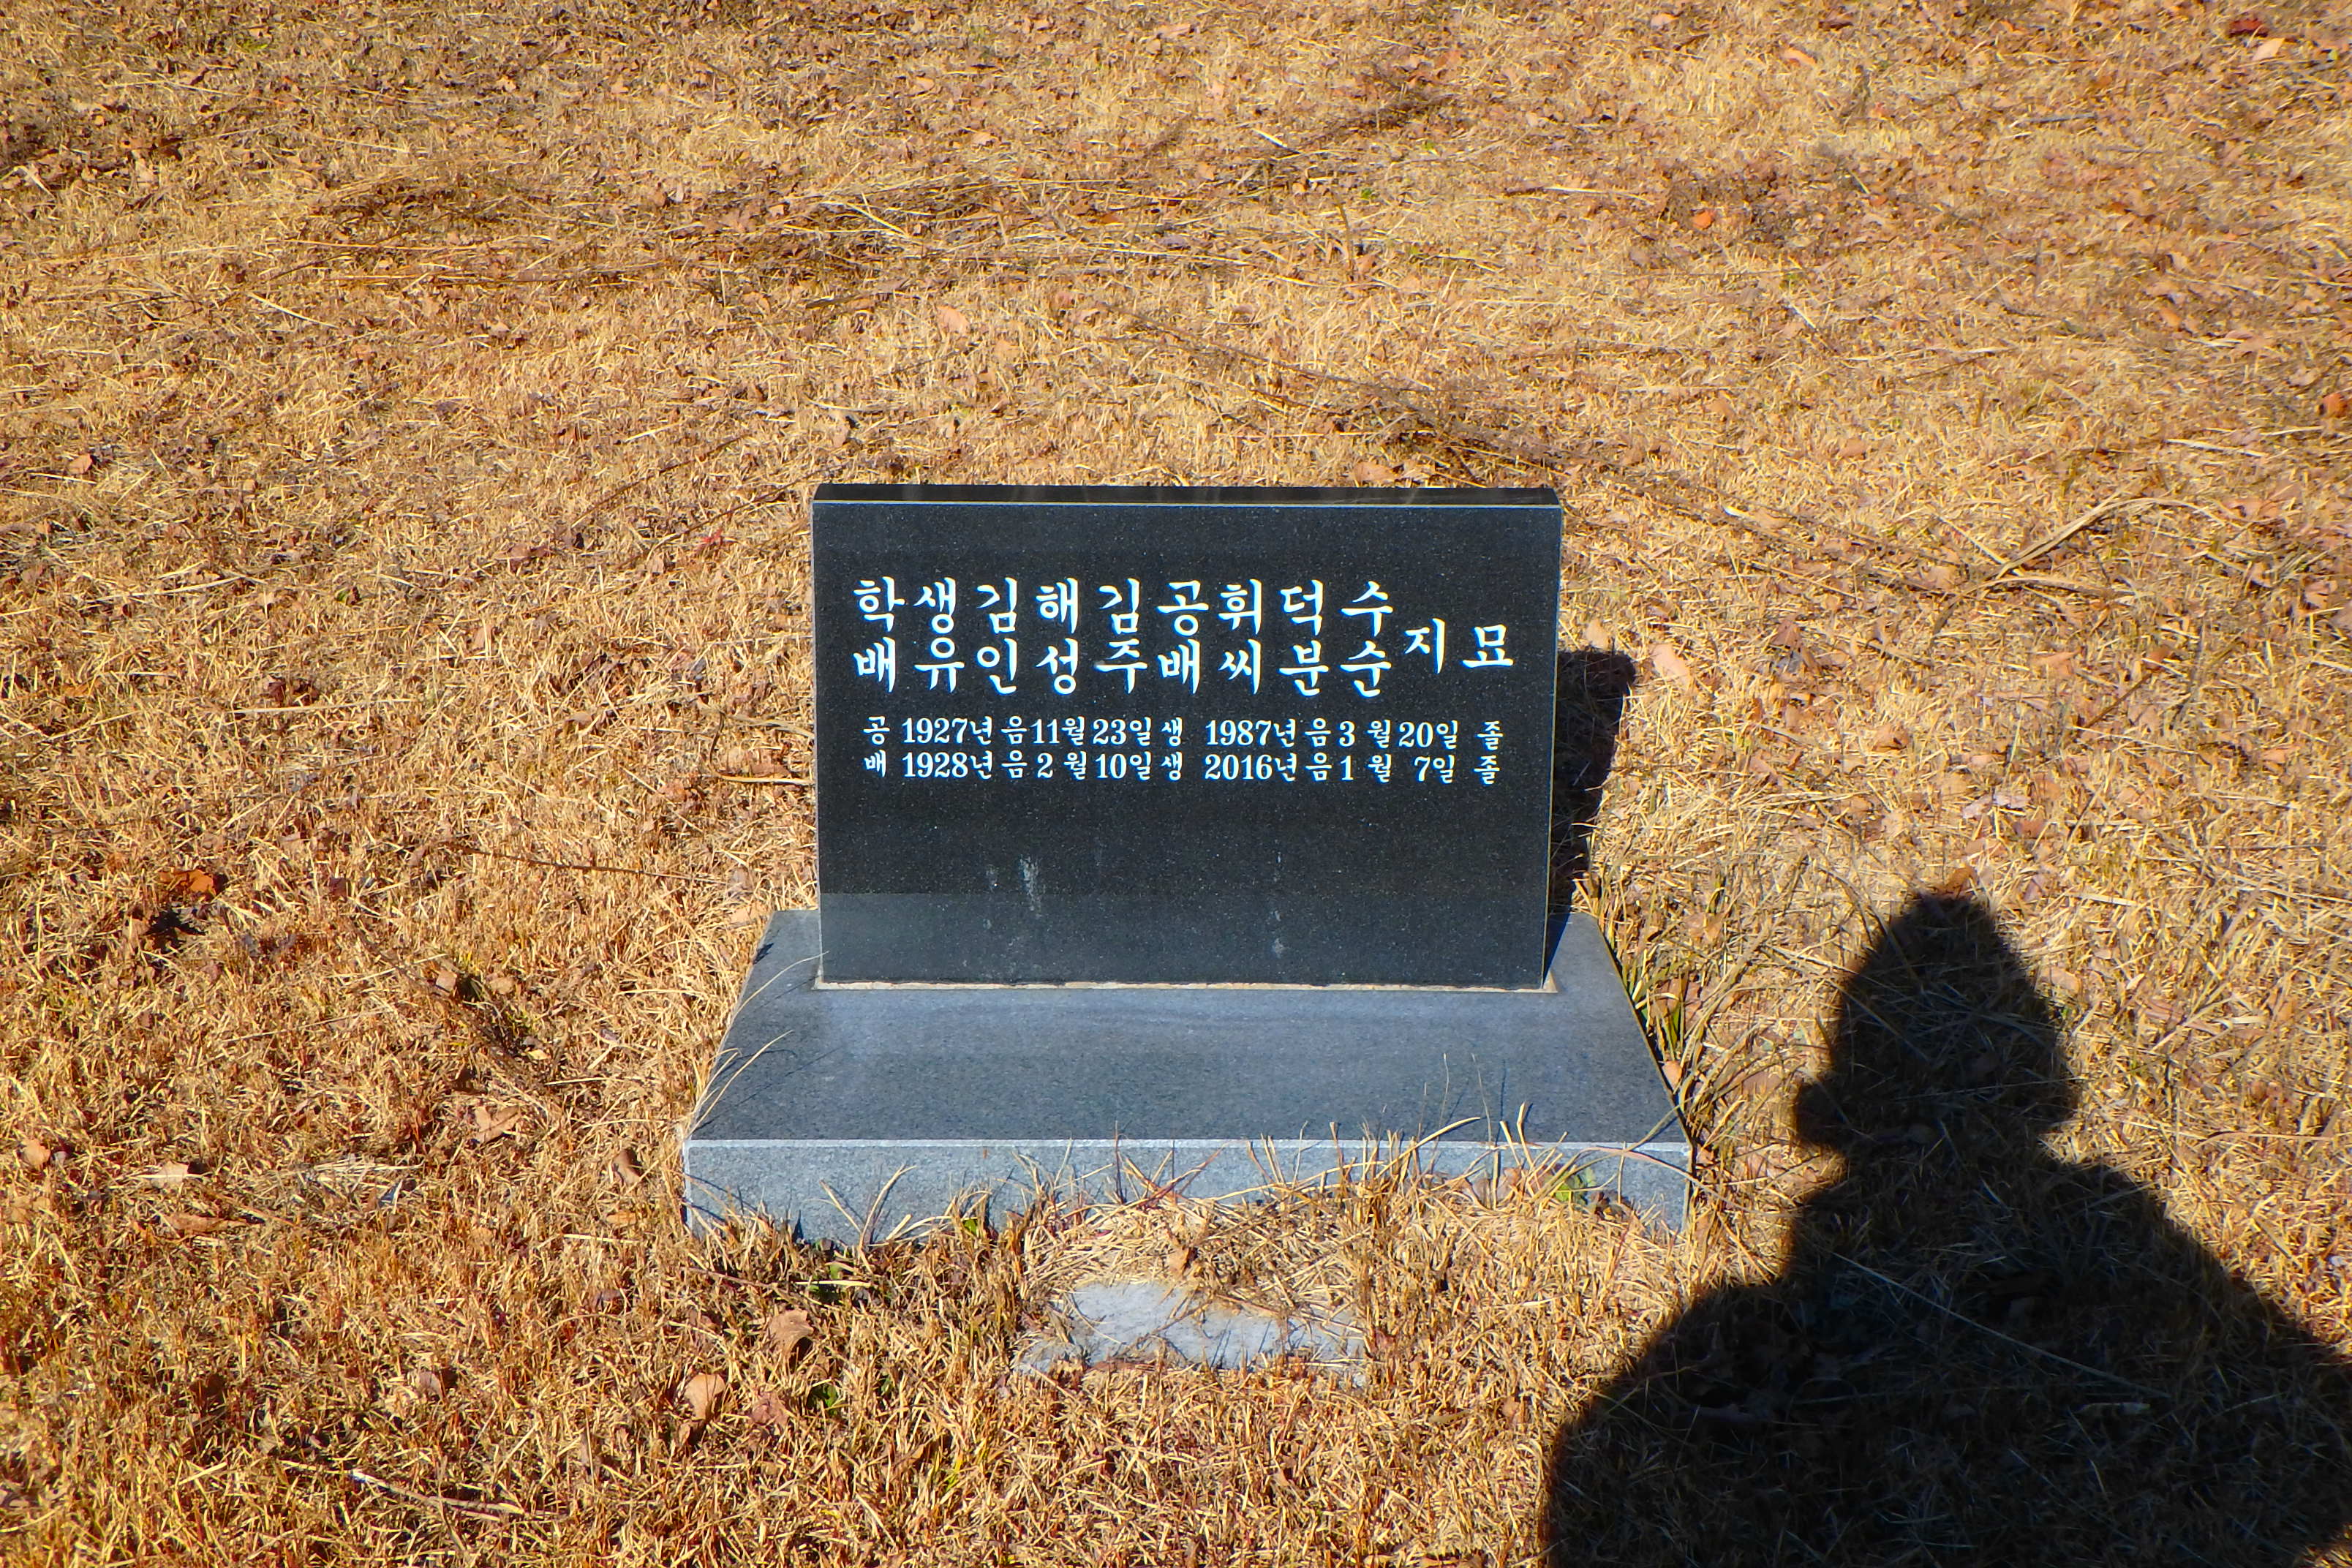 학생김해김공휘덕수
배유인성주배씨분순
지묘
공 1927년 음 11월 23일 생 1987년 음 3 월 20일 졸
배 1928년 음 2 월 10일 생 2016년 음 1 월 7일 졸